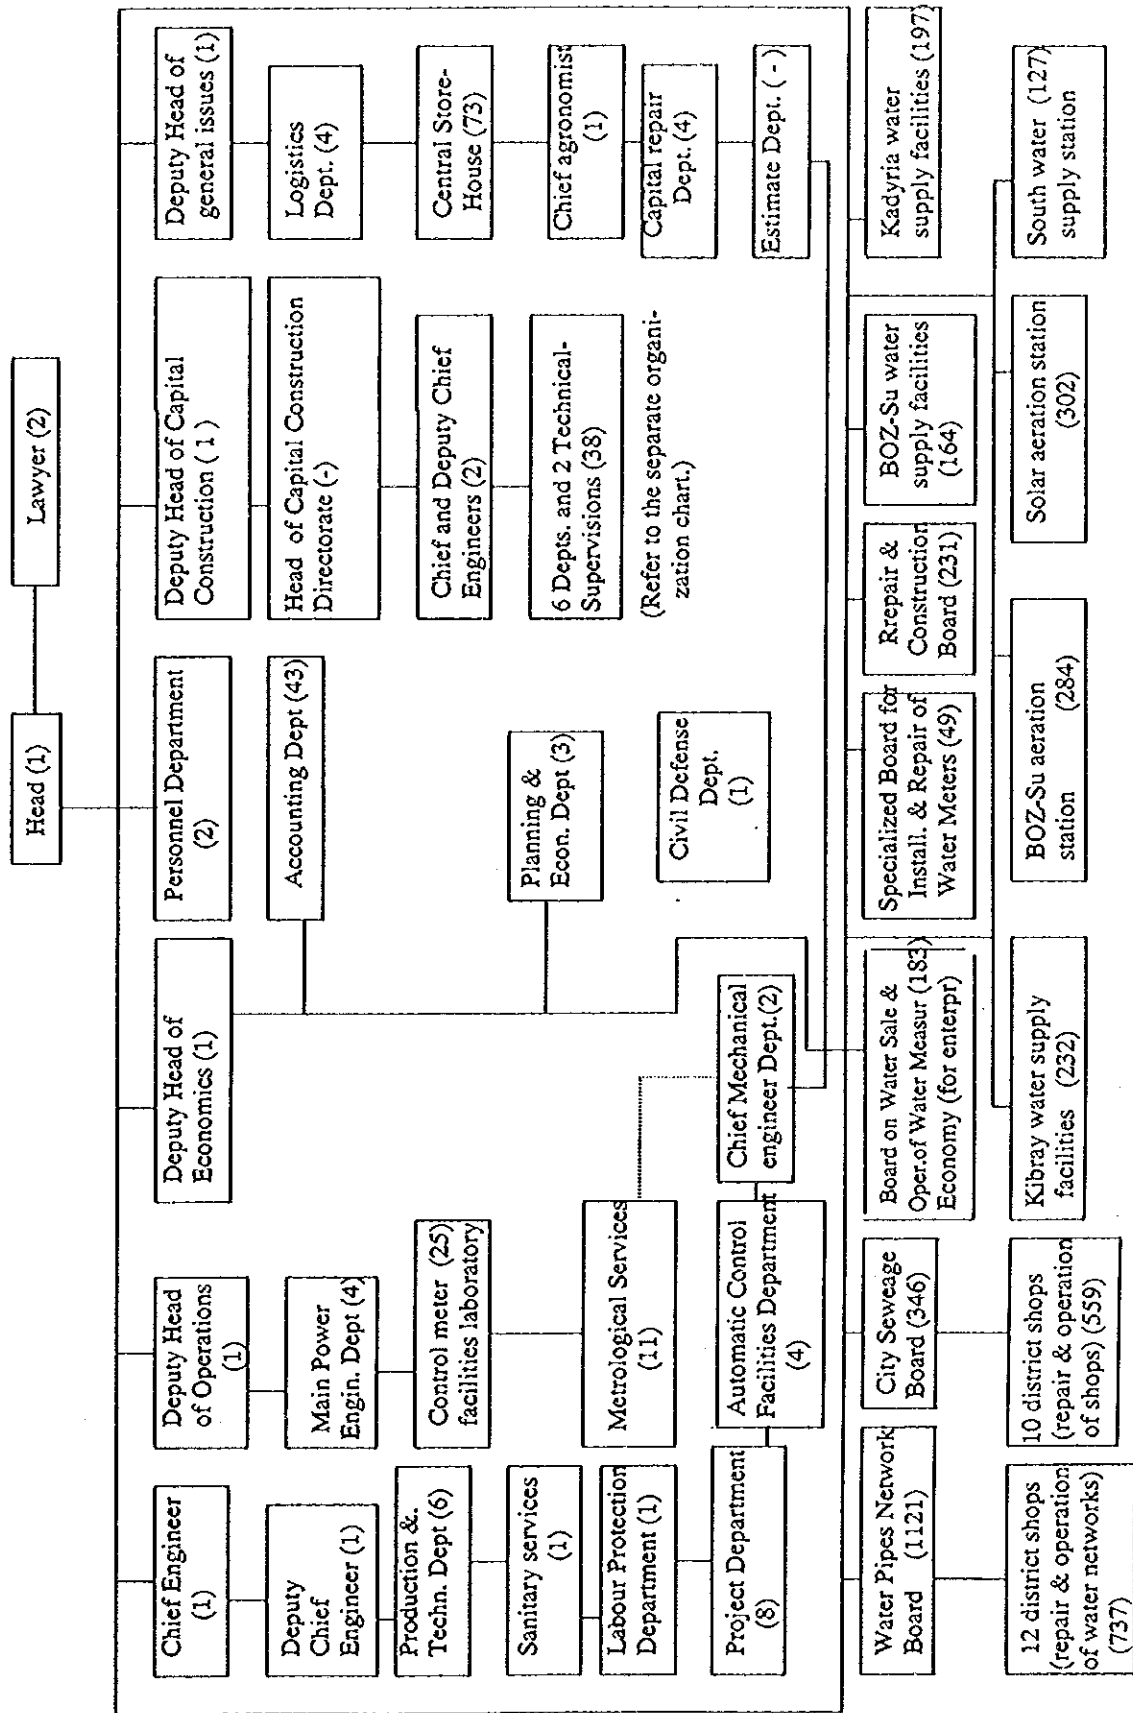 Head (1)
Lawyer (2)
Chief Engineer
(1)
Deputy Head
of Operations
(1)
Deputy Head of
Economics (1)
Personnel Department
(2)
Deputy Head of Capital
Construction ( 1 )
Deputy Head of
general issues (1)
Deputy
Chief
Engineer (1)
Main Power
Engin. Dept (4)
Accounting Dept (43)
Head of Capital Construction
Directorate (-)
Logistics
Dept. (4)
Production &.
Techn. Dept (6)
Control meter (25)
facilities laboratory
Chief and Deputy Chief
Engineers (2)
Central Store-
House (73)
Sanitary services
(1)
Planning &
Econ. Dept (3)
6 Depts. and 2 Technical-
Supervisions (38)
Chief agronomist
(1)
Labour Protection
Department (1)
Metrological Services
(11)
Civil Defense
Dept.
(1)
(Refer to the separate organi-
zation chart.)
Capital repair
Dept. (4)
Project Department
(8)
Automatic Control
Facilities Department
(4)
Chief Mechanical
engineer Dept.(2)
Estimate Dept. ( - )
Water Pipes Network
Board (1121)
City Seweage
Board (346)
Board on Water Sale &
Oper.of Water Measur (183)
Economy (for enterpr)
Specialized Board for
Install. & Repair of
Water Meters (49)
Rrepair &
Construction
Board (231)
BOZ-Su water
supply facilities
(164)
Kadyria water
supply facilities (197)
12 district shops
(repair & operation
of water networks)
(737)
10 district shops
(repair & operation
of shops) (559)
Kibray water supply
facilities (232)
BOZ-Su aeration
station (284)
Solar aeration station
(302)
South water (127)
supply station